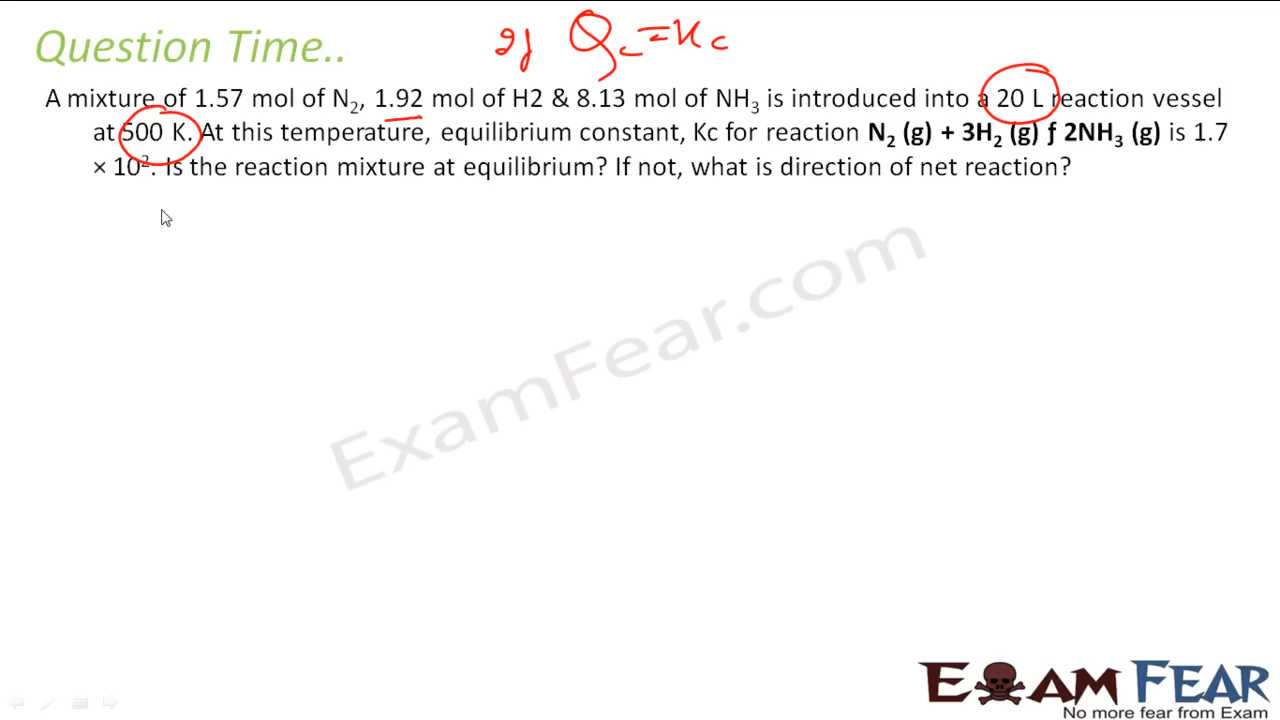 Question Time..
if Qc = Kc
A mixture of 1.57 mol of N₂, 1.92 mol of H2 & 8.13 mol of NH₃ is introduced into a 20 L reaction vessel
at 500 K. At this temperature, equilibrium constant, Kc for reaction N₂ (g) + 3H₂ (g) ƒ 2NH₃ (g) is 1.7
× 10². Is the reaction mixture at equilibrium? If not, what is direction of net reaction?
ExamFear.com
EXAM FEAR
No more fear from Exam